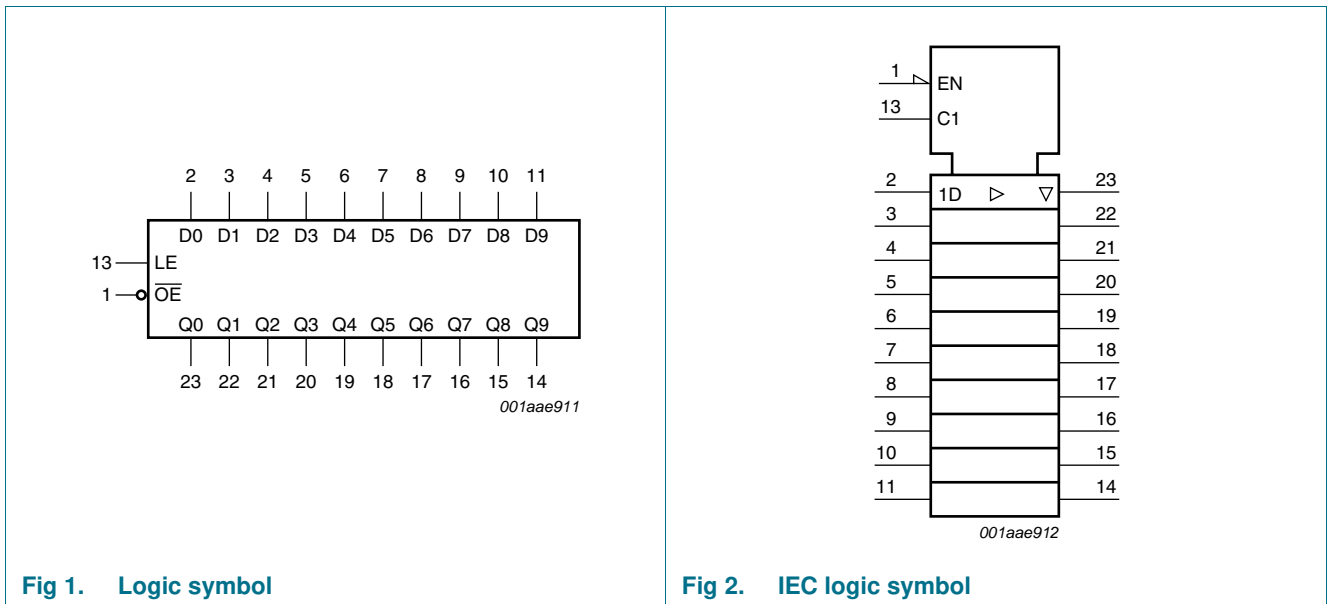 2 3 4 5 6 7 8 9 10 11
D0 D1 D2 D3 D4 D5 D6 D7 D8 D9
13 LE
1 O̅E̅
Q0 Q1 Q2 Q3 Q4 Q5 Q6 Q7 Q8 Q9
23 22 21 20 19 18 17 16 15 14
001aae911
Fig 1. Logic symbol
1 EN
13 C1
2 1D 23
3 22
4 21
5 20
6 19
7 18
8 17
9 16
10 15
11 14
001aae912
Fig 2. IEC logic symbol